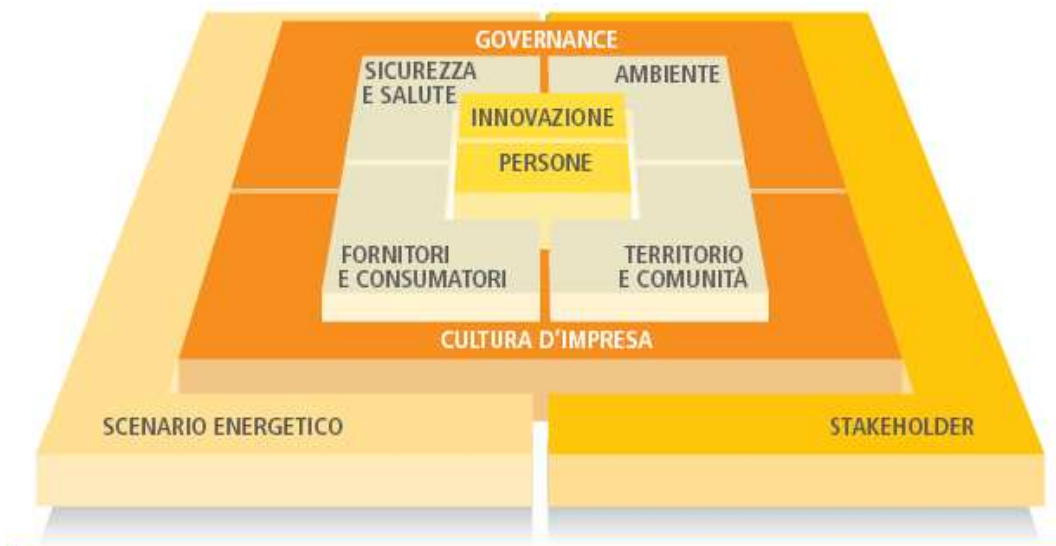 GOVERNANCE
SICUREZZA
E SALUTE
AMBIENTE
INNOVAZIONE
PERSONE
FORNITORI
E CONSUMATORI
TERRITORIO
E COMUNITÀ
CULTURA D'IMPRESA
SCENARIO ENERGETICO
STAKEHOLDER